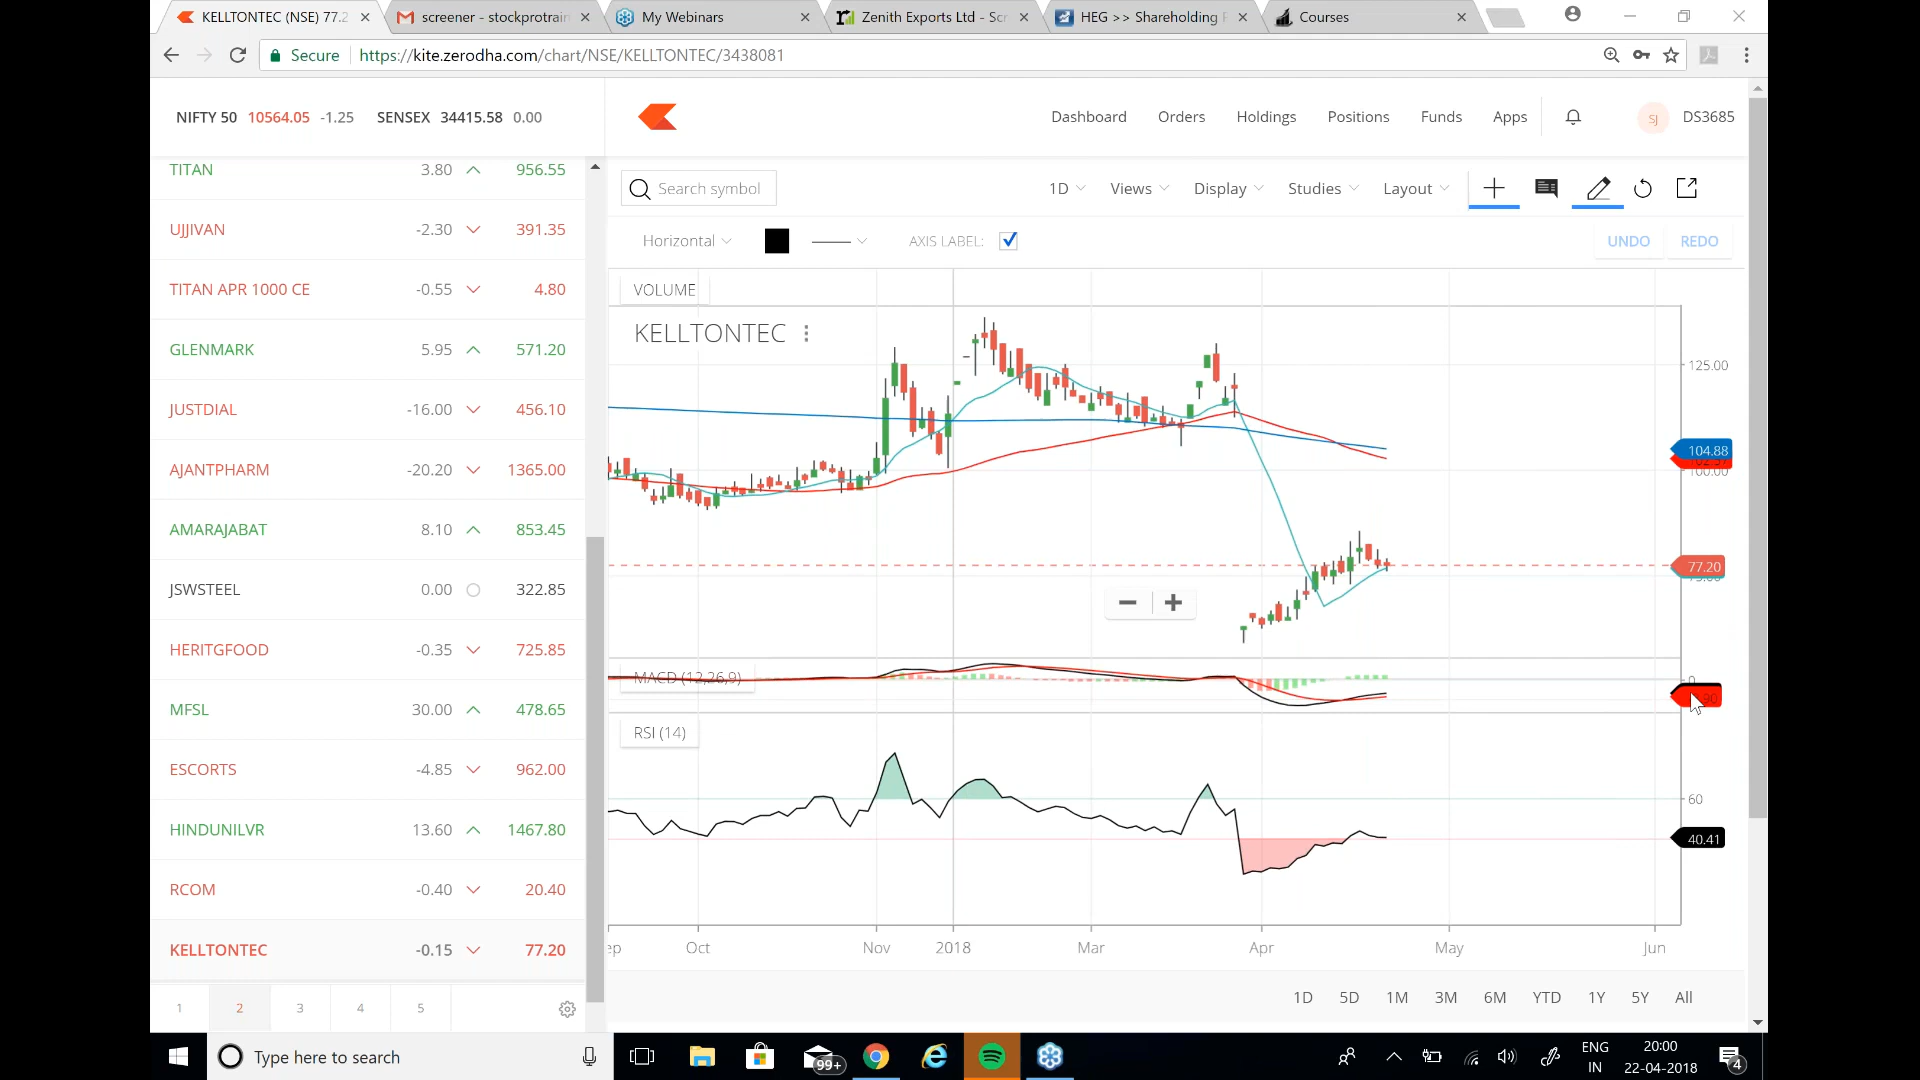 KELLTONTEC (NSE) 77.2
screener - stockprotrain
My Webinars
Zenith Exports Ltd - Scr
HEG >> Shareholding P
Courses
Secure
https://kite.zerodha.com/chart/NSE/KELLTONTEC/3438081
NIFTY 50 10564.05 -1.25 SENSEX 34415.58 0.00
Dashboard Orders Holdings Positions Funds Apps SJ DS3685
TITAN 3.80 956.55
UJJIVAN -2.30 391.35
TITAN APR 1000 CE -0.55 4.80
GLENMARK 5.95 571.20
JUSTDIAL -16.00 456.10
AJANTPHARM -20.20 1365.00
AMARAJABAT 8.10 853.45
JSWSTEEL 0.00 322.85
HERITGFOOD -0.35 725.85
MFSL 30.00 478.65
ESCORTS -4.85 962.00
HINDUNILVR 13.60 1467.80
RCOM -0.40 20.40
KELLTONTEC -0.15 77.20
1 2 3 4 5
Search symbol 1D Views Display Studies Layout
Horizontal AXIS LABEL: UNDO REDO
VOLUME
KELLTONTEC
125.00
104.88
100.00
77.20
75.00
MACD (12,26,9)
0
RSI (14)
60
40.41
ep Oct Nov 2018 Mar Apr May Jun
1D 5D 1M 3M 6M YTD 1Y 5Y All
Type here to search
99+
ENG
IN
20:00
22-04-2018
4